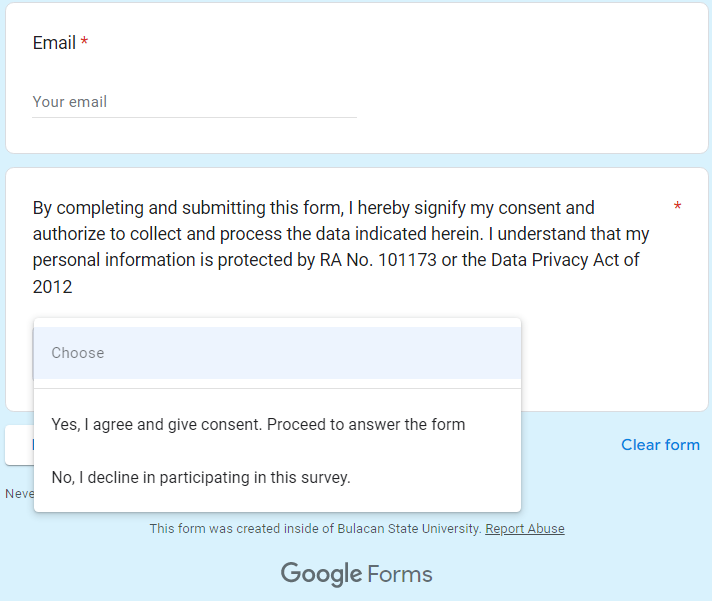 Email *
Your email
By completing and submitting this form, I hereby signify my consent and *
authorize to collect and process the data indicated herein. I understand that my
personal information is protected by RA No. 101173 or the Data Privacy Act of
2012
Choose
Yes, I agree and give consent. Proceed to answer the form
Clear form
No, I decline in participating in this survey.
Neve
This form was created inside of Bulacan State University. Report Abuse
Google Forms